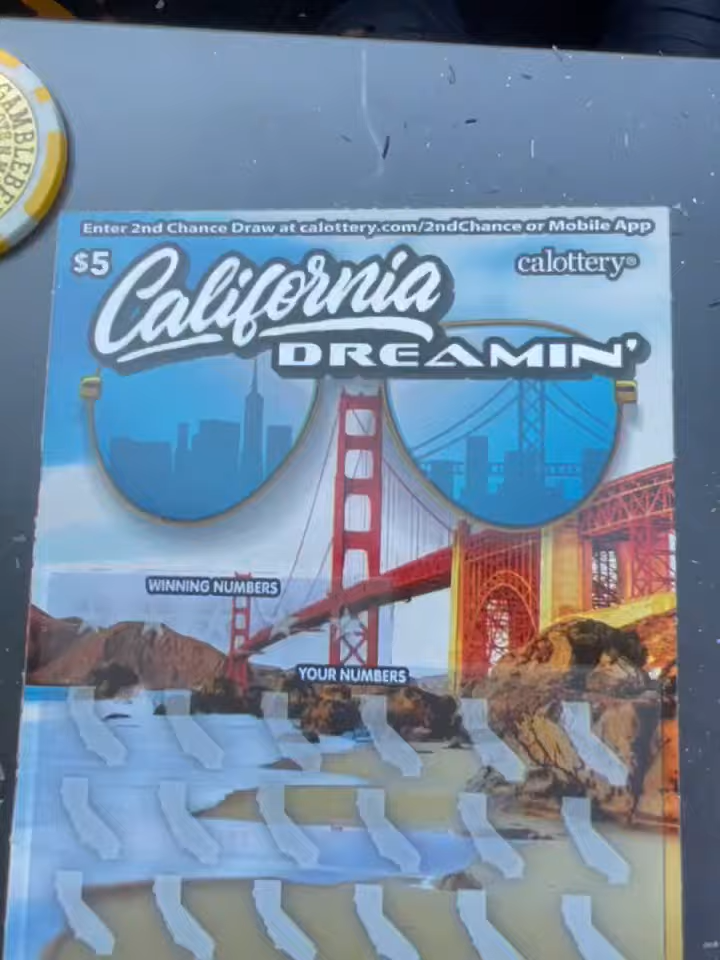 GAMBLEBE
Enter 2nd Chance Draw at calottery.com/2ndChance or Mobile App
$5
calottery®
California
DREAMIN'
WINNING NUMBERS
YOUR NUMBERS